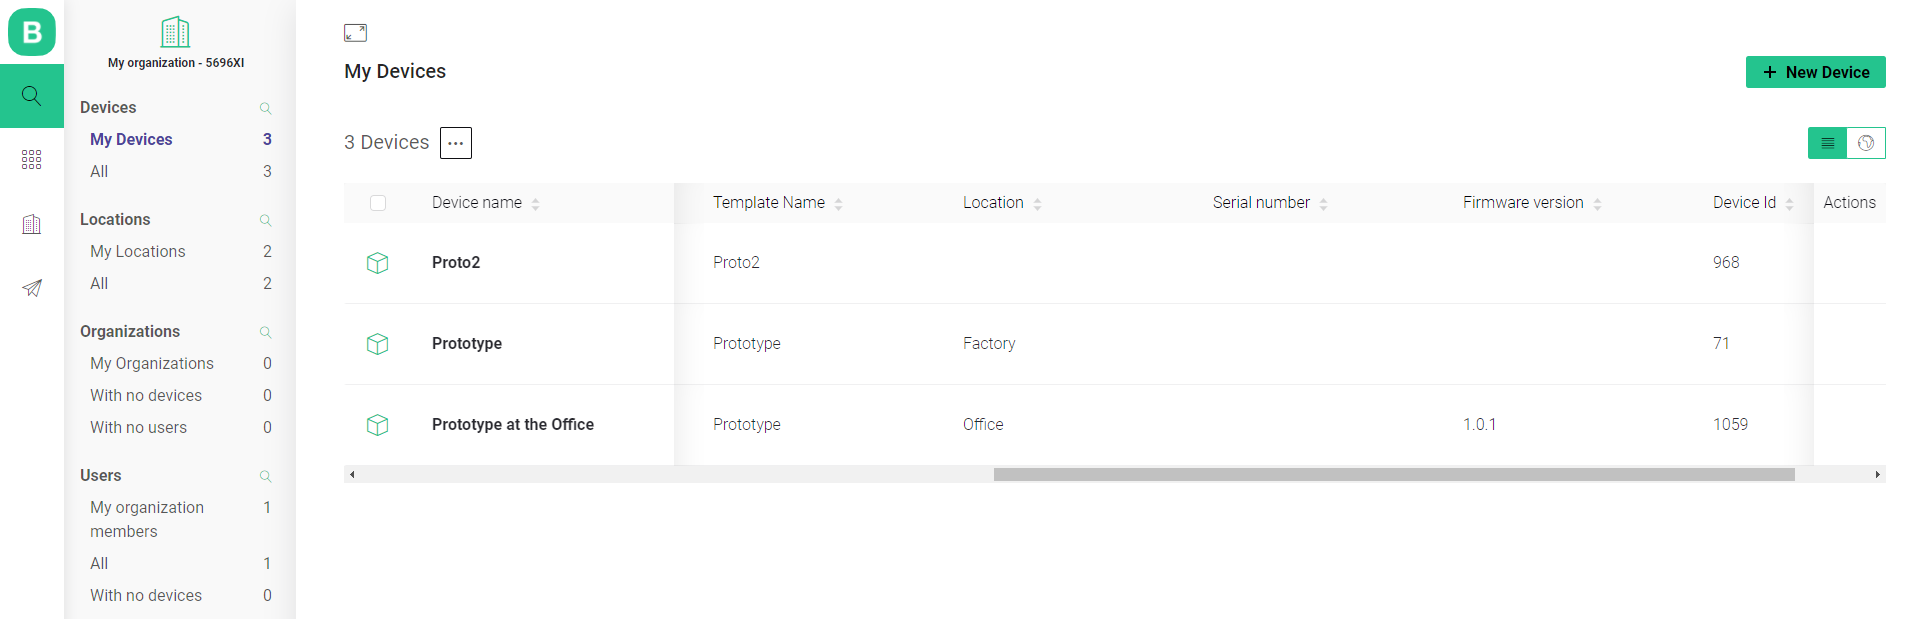 B
My organization - 5696XI
Devices
My Devices 3
All 3
Locations
My Locations 2
All 2
Organizations
My Organizations 0
With no devices 0
With no users 0
Users
My organization members 1
All 1
With no devices 0
My Devices
+ New Device
3 Devices ...
Device name Template Name Location Serial number Firmware version Device Id Actions
Proto2 Proto2 968
Prototype Prototype Factory 71
Prototype at the Office Prototype Office 1.0.1 1059